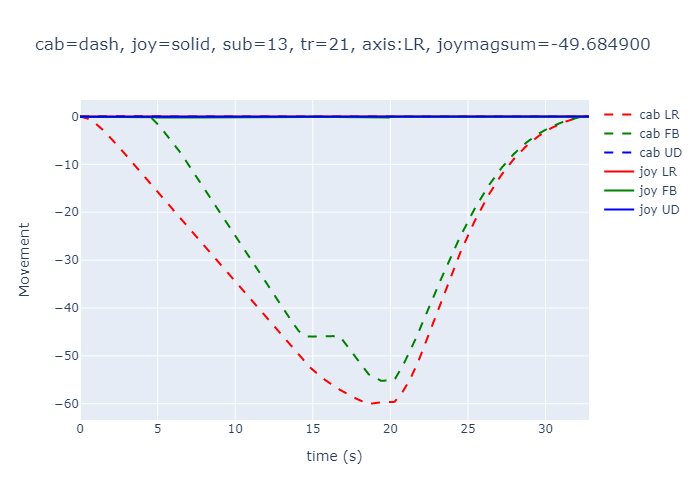 cab=dash, joy=solid, sub=13, tr=21, axis:LR, joymagsum=-49.684900
0
−10
−20
−30
−40
−50
−60
Movement
0
5
10
15
20
25
30
time (s)
cab LR
cab FB
cab UD
joy LR
joy FB
joy UD